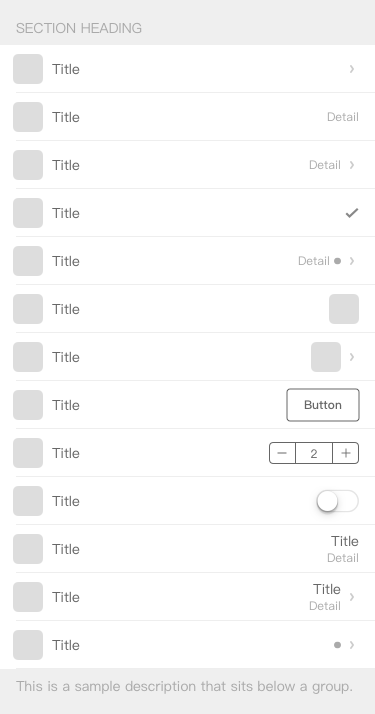 SECTION HEADING
Title
Title Detail
Title Detail
Title
Title Detail
Title
Title
Title Button
Title 2
Title
Title Title
Detail
Title Title
Detail
Title
This is a sample description that sits below a group.